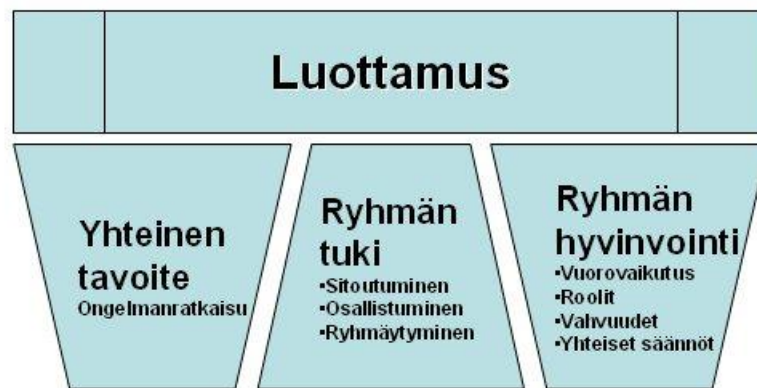 Luottamus
Yhteinen
tavoite
Ongelmanratkaisu
Ryhmän
tuki
▪Sitoutuminen
▪Osallistuminen
▪Ryhmäytyminen
Ryhmän
hyvinvointi
▪Vuorovaikutus
▪Roolit
▪Vahvuudet
▪Yhteiset säännöt